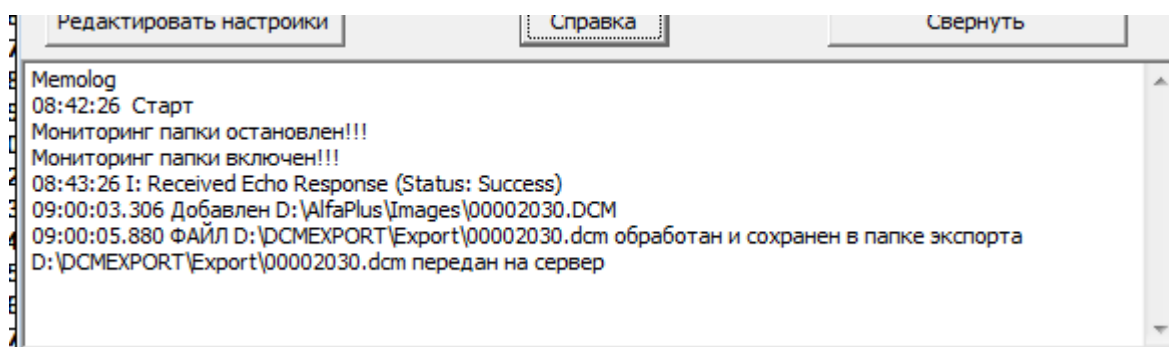 Редактировать настройки
Справка
Свернуть
Memolog
08:42:26 Старт
Мониторинг папки остановлен!!!
Мониторинг папки включен!!!
08:43:26 I: Received Echo Response (Status: Success)
09:00:03.306 Добавлен D:\AlfaPlus\Images\00002030.DCM
09:00:05.880 ФАЙЛ D:\DCMEXPORT\Export\00002030.dcm обработан и сохранен в папке экспорта
D:\DCMEXPORT\Export\00002030.dcm передан на сервер